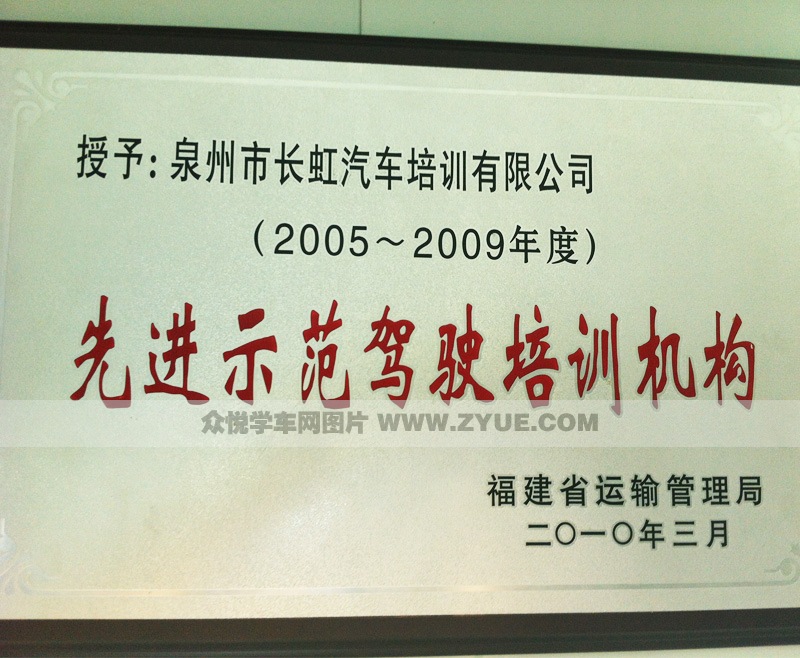 授予:泉州市长虹汽车培训有限公司
(2005～2009年度)
先进示范驾驶培训机构
众悦学车网图片 WWW.ZYUE.COM
福建省运输管理局
二〇一〇年三月